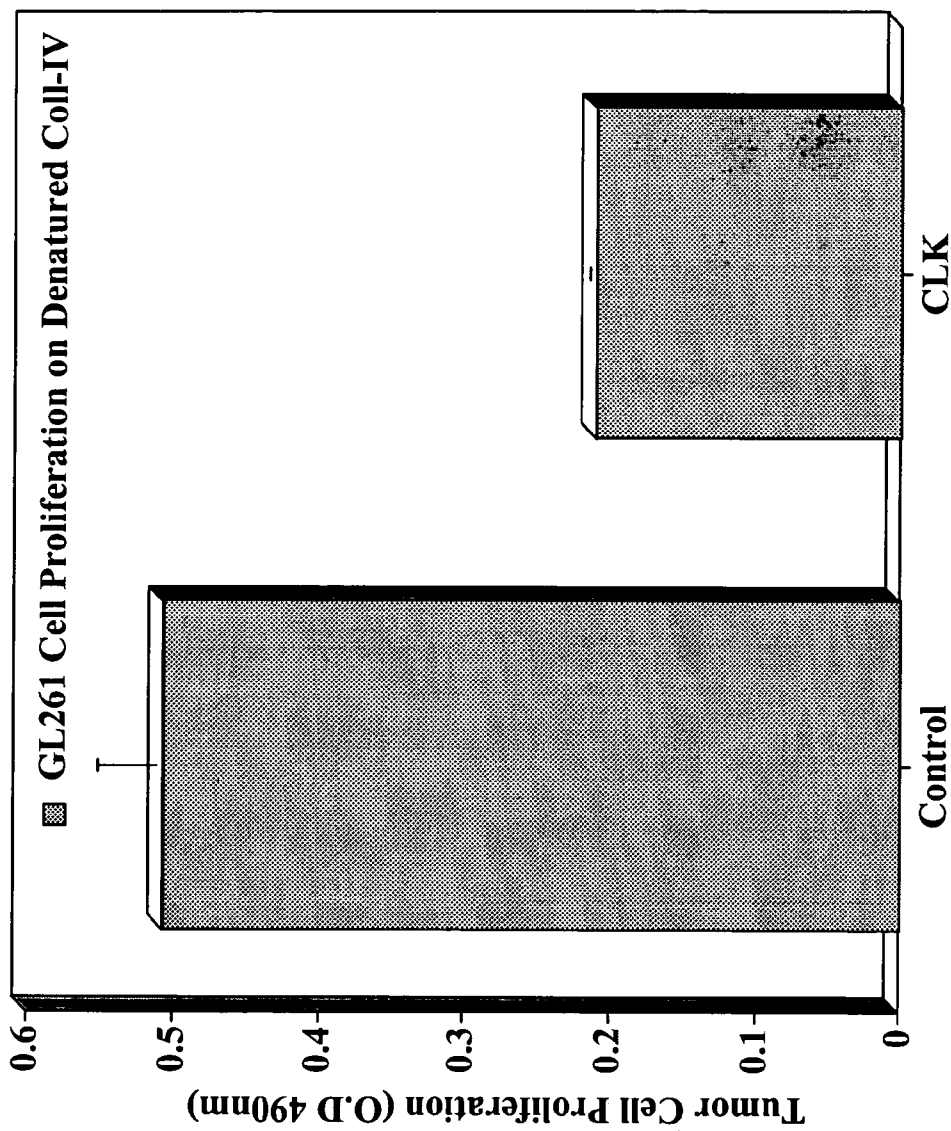 GL261 Cell Proliferation on Denatured Coll-IV
Tumor Cell Proliferation (O.D 490nm)
0.6
0.5
0.4
0.3
0.2
0.1
0
Control
CLK